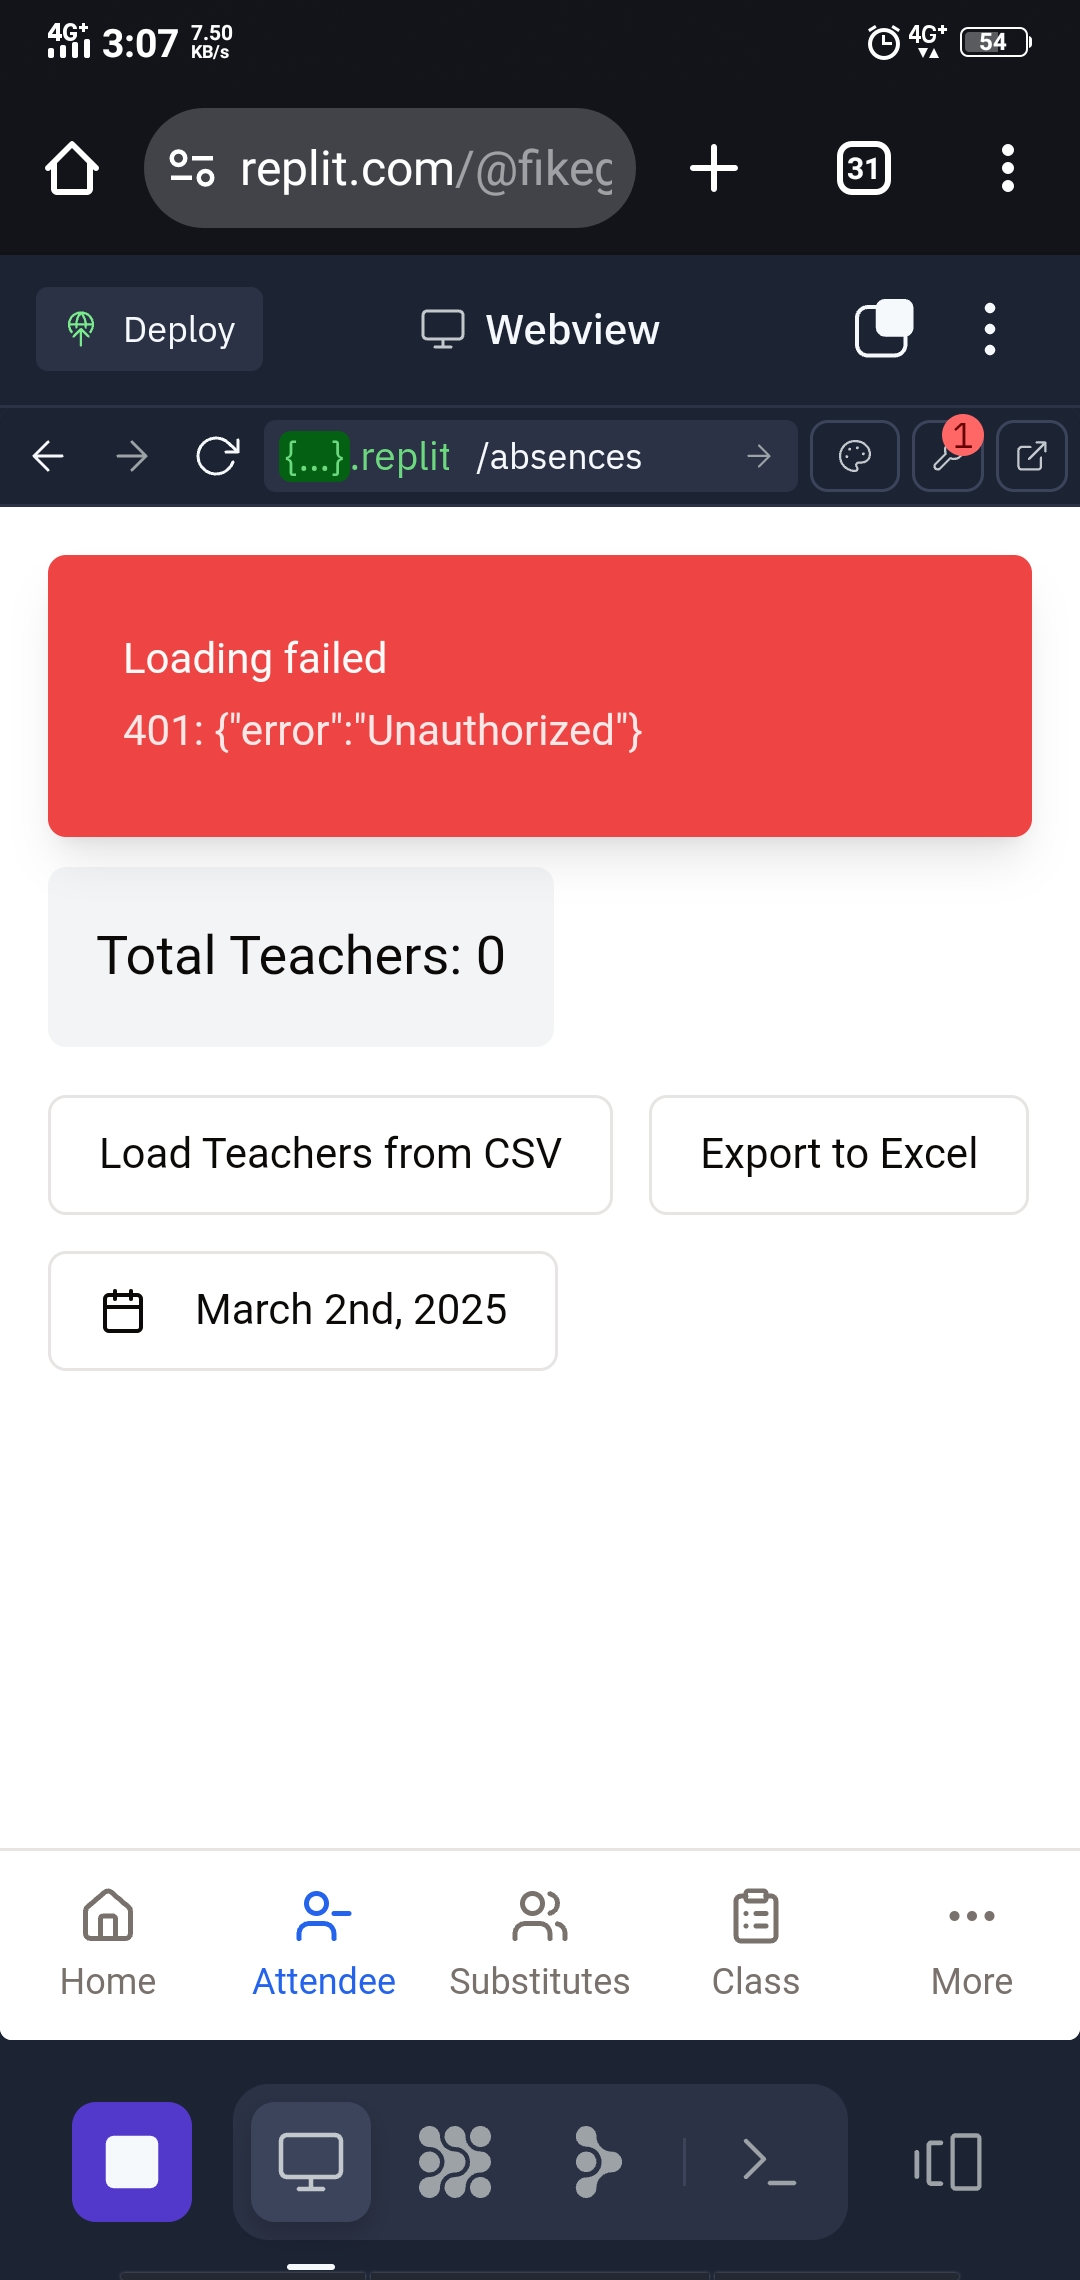 4G+ 3:07 7.50 KB/s 4G+ 54
replit.com/@fikeg
31
Deploy
Webview
{...}.replit /absences
1
Loading failed
401: {"error":"Unauthorized"}
Total Teachers: 0
Load Teachers from CSV
Export to Excel
March 2nd, 2025
Home
Attendee
Substitutes
Class
More